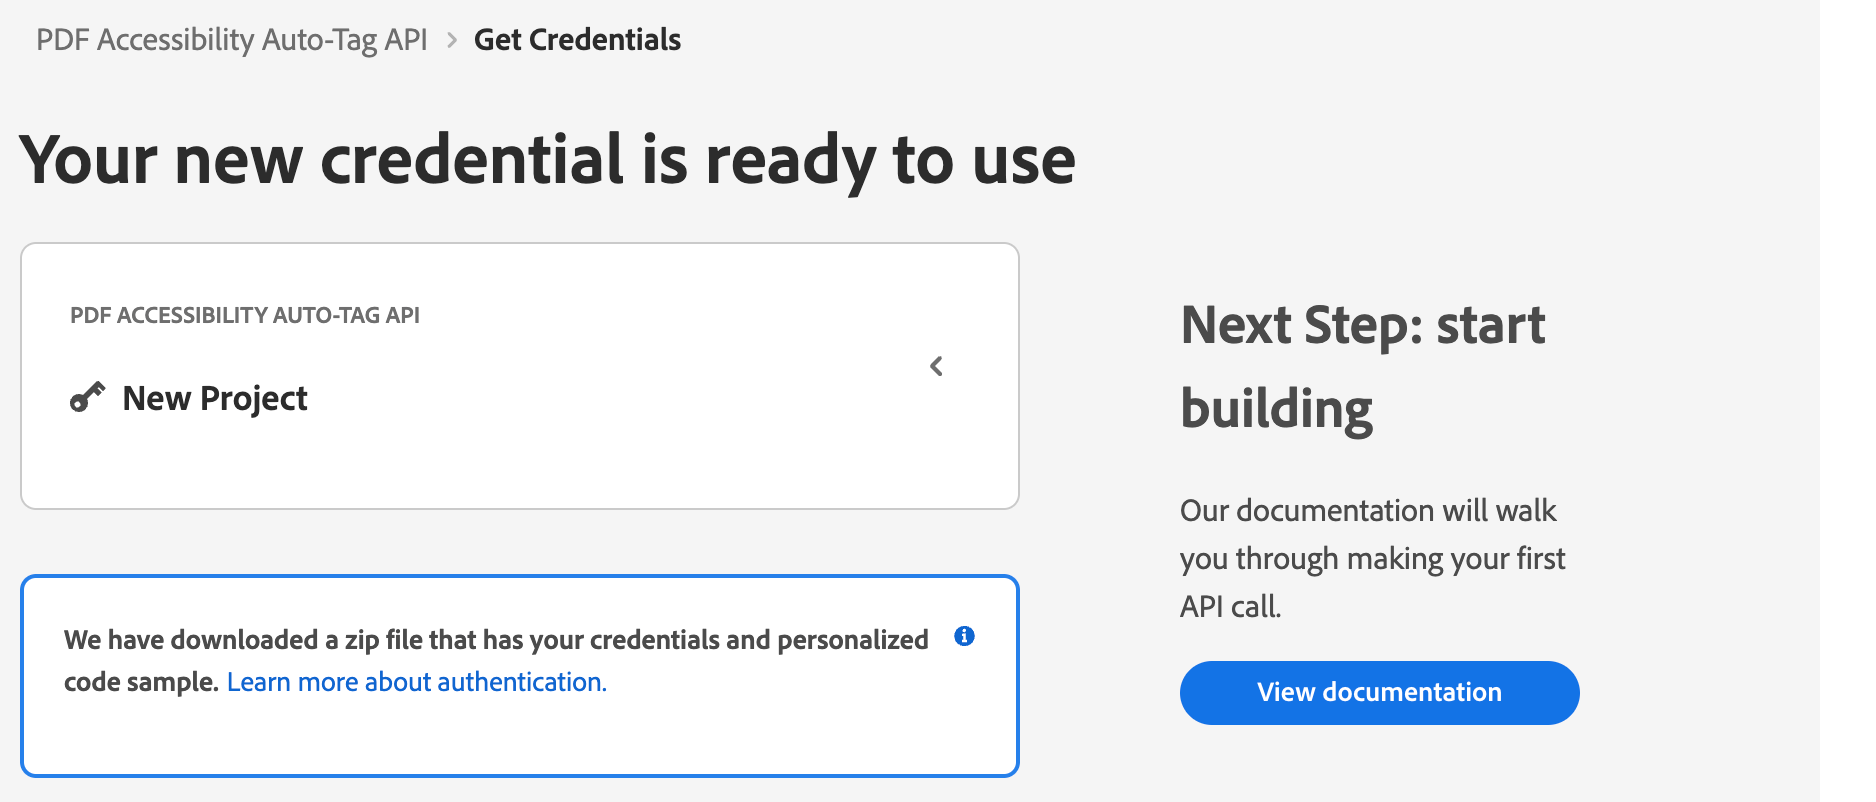 PDF Accessibility Auto-Tag API > Get Credentials
Your new credential is ready to use
PDF ACCESSIBILITY AUTO-TAG API
New Project
We have downloaded a zip file that has your credentials and personalized
code sample. Learn more about authentication.
Next Step: start
building
Our documentation will walk
you through making your first
API call.
View documentation